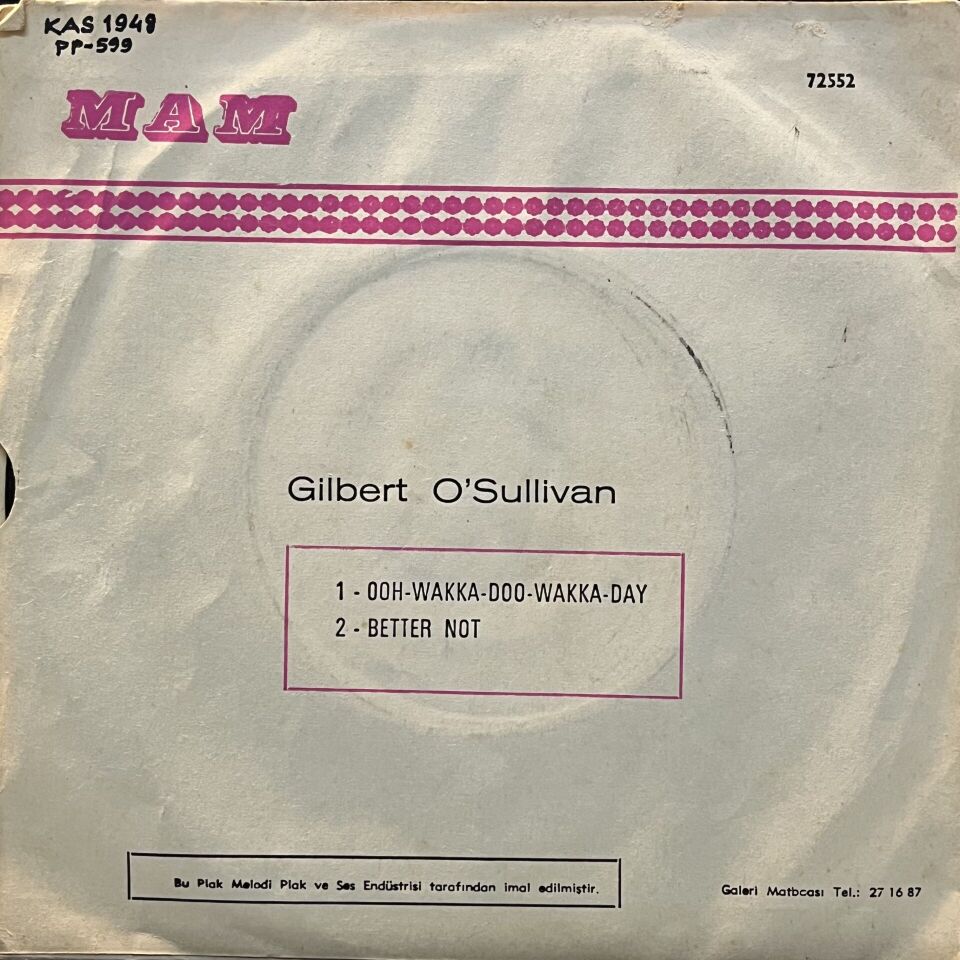 KAS 1949
PP-599
72552
MAM
Gilbert O'Sullivan
1 - OOH-WAKKA-DOO-WAKKA-DAY
2 - BETTER NOT
Bu Plak Melodi Plak ve Ses Endüstrisi tarafından imal edilmiştir.
Galeri Matbcası Tel.: 27 16 87